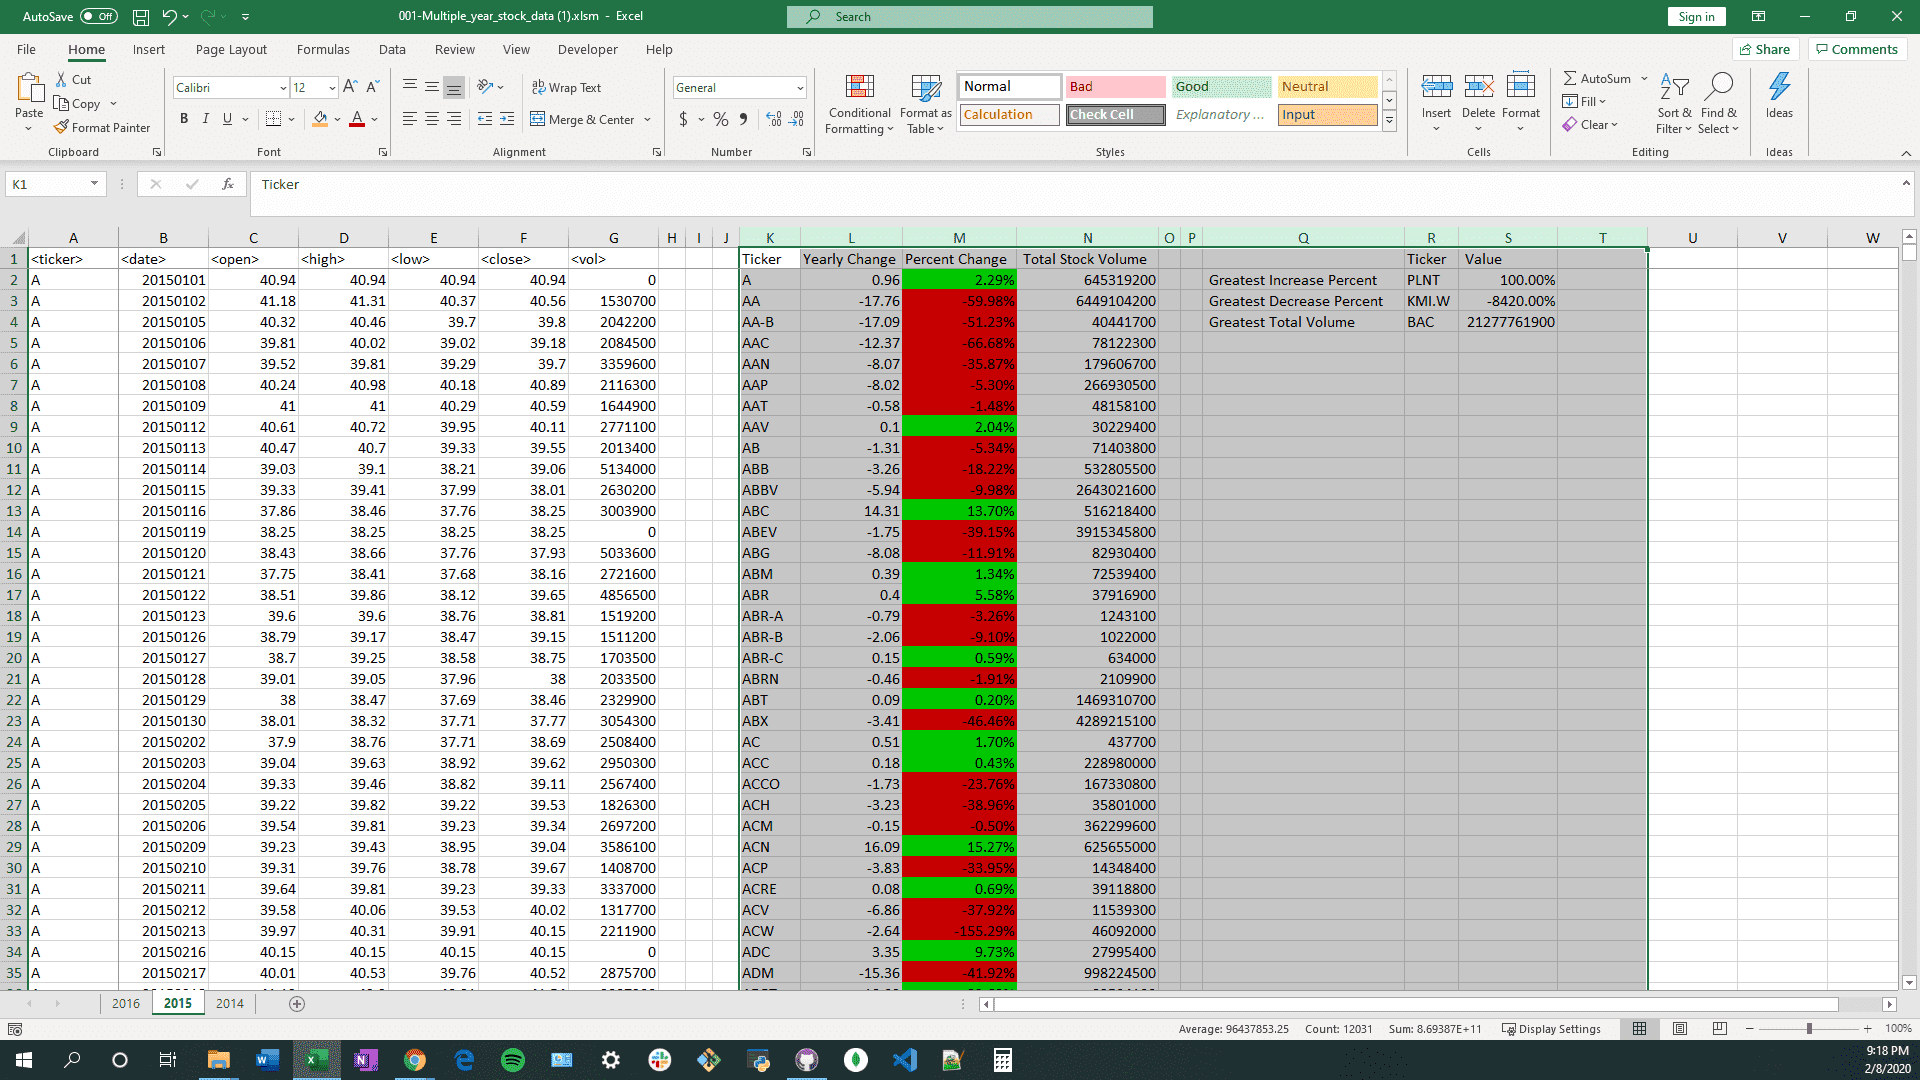 AutoSave Off 001-Multiple_year_stock_data (1).xlsm - Excel Search Sign in
File Home Insert Page Layout Formulas Data Review View Developer Help Share Comments
Cut
Copy
Format Painter
Paste
Calibri 12
B I U
A A
Wrap Text
Merge & Center
General
$ % 9
Conditional Formatting
Format as Table
Normal Bad Good Neutral
Calculation Check Cell Explanatory ... Input
Insert Delete Format
AutoSum
Fill
Clear
Sort & Filter
Find & Select
Ideas
Clipboard Font Alignment Number Styles Cells Editing Ideas
K1 fx Ticker
A B C D E F G H I J K L M N O P Q R S T U V W
1 <ticker> <date> <open> <high> <low> <close> <vol> Ticker Yearly Change Percent Change Total Stock Volume Ticker Value
2 A 20150101 40.94 40.94 40.94 40.94 0 A 0.96 2.29% 645319200 Greatest Increase Percent PLNT 100.00%
3 A 20150102 41.18 41.31 40.37 40.56 1530700 AA -17.76 -59.98% 6449104200 Greatest Decrease Percent KMI.W -8420.00%
4 A 20150105 40.32 40.46 39.7 39.8 2042200 AA-B -17.09 -51.23% 40441700 Greatest Total Volume BAC 21277761900
5 A 20150106 39.81 40.02 39.02 39.18 2084500 AAC -12.37 -66.68% 78122300
6 A 20150107 39.52 39.81 39.29 39.7 3359600 AAN -8.07 -35.87% 179606700
7 A 20150108 40.24 40.98 40.18 40.89 2116300 AAP -8.02 -5.30% 266930500
8 A 20150109 41 41 40.29 40.59 1644900 AAT -0.58 -1.48% 48158100
9 A 20150112 40.61 40.72 39.95 40.11 2771100 AAV 0.1 2.04% 30229400
10 A 20150113 40.47 40.7 39.33 39.55 2013400 AB -1.31 -5.34% 71403800
11 A 20150114 39.03 39.1 38.21 39.06 5134000 ABB -3.26 -18.22% 532805500
12 A 20150115 39.33 39.41 37.99 38.01 2630200 ABBV -5.94 -9.98% 2643021600
13 A 20150116 37.86 38.46 37.76 38.25 3003900 ABC 14.31 13.70% 516218400
14 A 20150119 38.25 38.25 38.25 38.25 0 ABEV -1.75 -39.15% 3915345800
15 A 20150120 38.43 38.66 37.76 37.93 5033600 ABG -8.08 -11.91% 82930400
16 A 20150121 37.75 38.41 37.68 38.16 2721600 ABM 0.39 1.34% 72539400
17 A 20150122 38.51 39.86 38.12 39.65 4856500 ABR 0.4 5.58% 37916900
18 A 20150123 39.6 39.6 38.76 38.81 1519200 ABR-A -0.79 -3.26% 1243100
19 A 20150126 38.79 39.17 38.47 39.15 1511200 ABR-B -2.06 -9.10% 1022000
20 A 20150127 38.7 39.25 38.58 38.75 1703500 ABR-C 0.15 0.59% 634000
21 A 20150128 39.01 39.05 37.96 38 2033500 ABRN -0.46 -1.91% 2109900
22 A 20150129 38 38.47 37.69 38.46 2329900 ABT 0.09 0.20% 1469310700
23 A 20150130 38.01 38.32 37.71 37.77 3054300 ABX -3.41 -46.46% 4289215100
24 A 20150202 37.9 38.76 37.71 38.69 2508400 AC 0.51 1.70% 437700
25 A 20150203 39.04 39.63 38.92 39.62 2950300 ACC 0.18 0.43% 228980000
26 A 20150204 39.33 39.46 38.82 39.11 2567400 ACCO -1.73 -23.76% 167330800
27 A 20150205 39.22 39.82 39.22 39.53 1826300 ACH -3.23 -38.96% 35801000
28 A 20150206 39.54 39.81 39.23 39.34 2697200 ACM -0.15 -0.50% 362299600
29 A 20150209 39.23 39.43 38.95 39.04 3586100 ACN 16.09 15.27% 625655000
30 A 20150210 39.31 39.76 38.78 39.67 1408700 ACP -3.83 -33.95% 14348400
31 A 20150211 39.64 39.81 39.23 39.33 3337000 ACRE 0.08 0.69% 39118800
32 A 20150212 39.58 40.06 39.53 40.02 1317700 ACV -6.86 -37.92% 11539300
33 A 20150213 39.97 40.31 39.91 40.15 2211900 ACW -2.64 -155.29% 46092000
34 A 20150216 40.15 40.15 40.15 40.15 0 ADC 3.35 9.73% 27995400
35 A 20150217 40.01 40.53 39.76 40.52 2875700 ADM -15.36 -41.92% 998224500
2016 2015 2014
Average: 96437853.25 Count: 12031 Sum: 8.69387E+11 Display Settings 100%
9:18 PM
2/8/2020